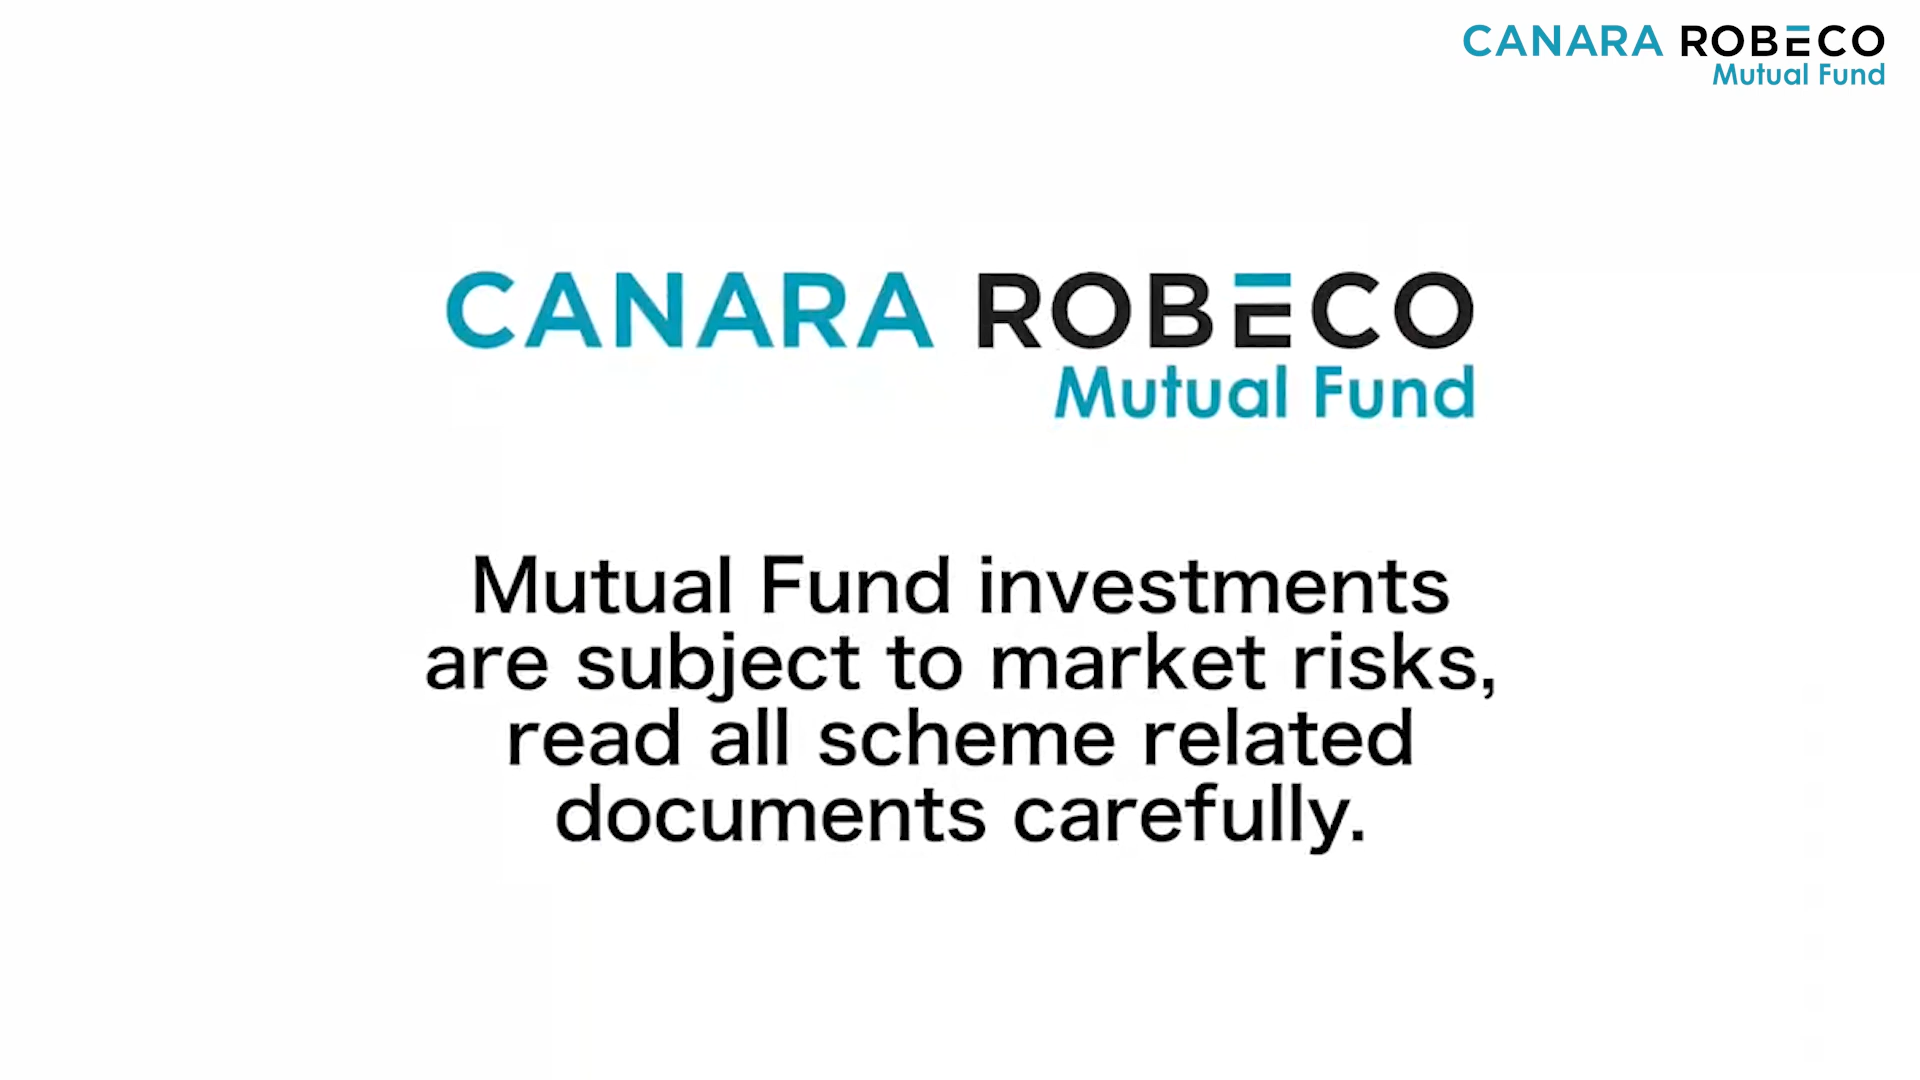 CANARA ROBECO
Mutual Fund
CANARA ROBECO
Mutual Fund
Mutual Fund investments
are subject to market risks,
read all scheme related
documents carefully.